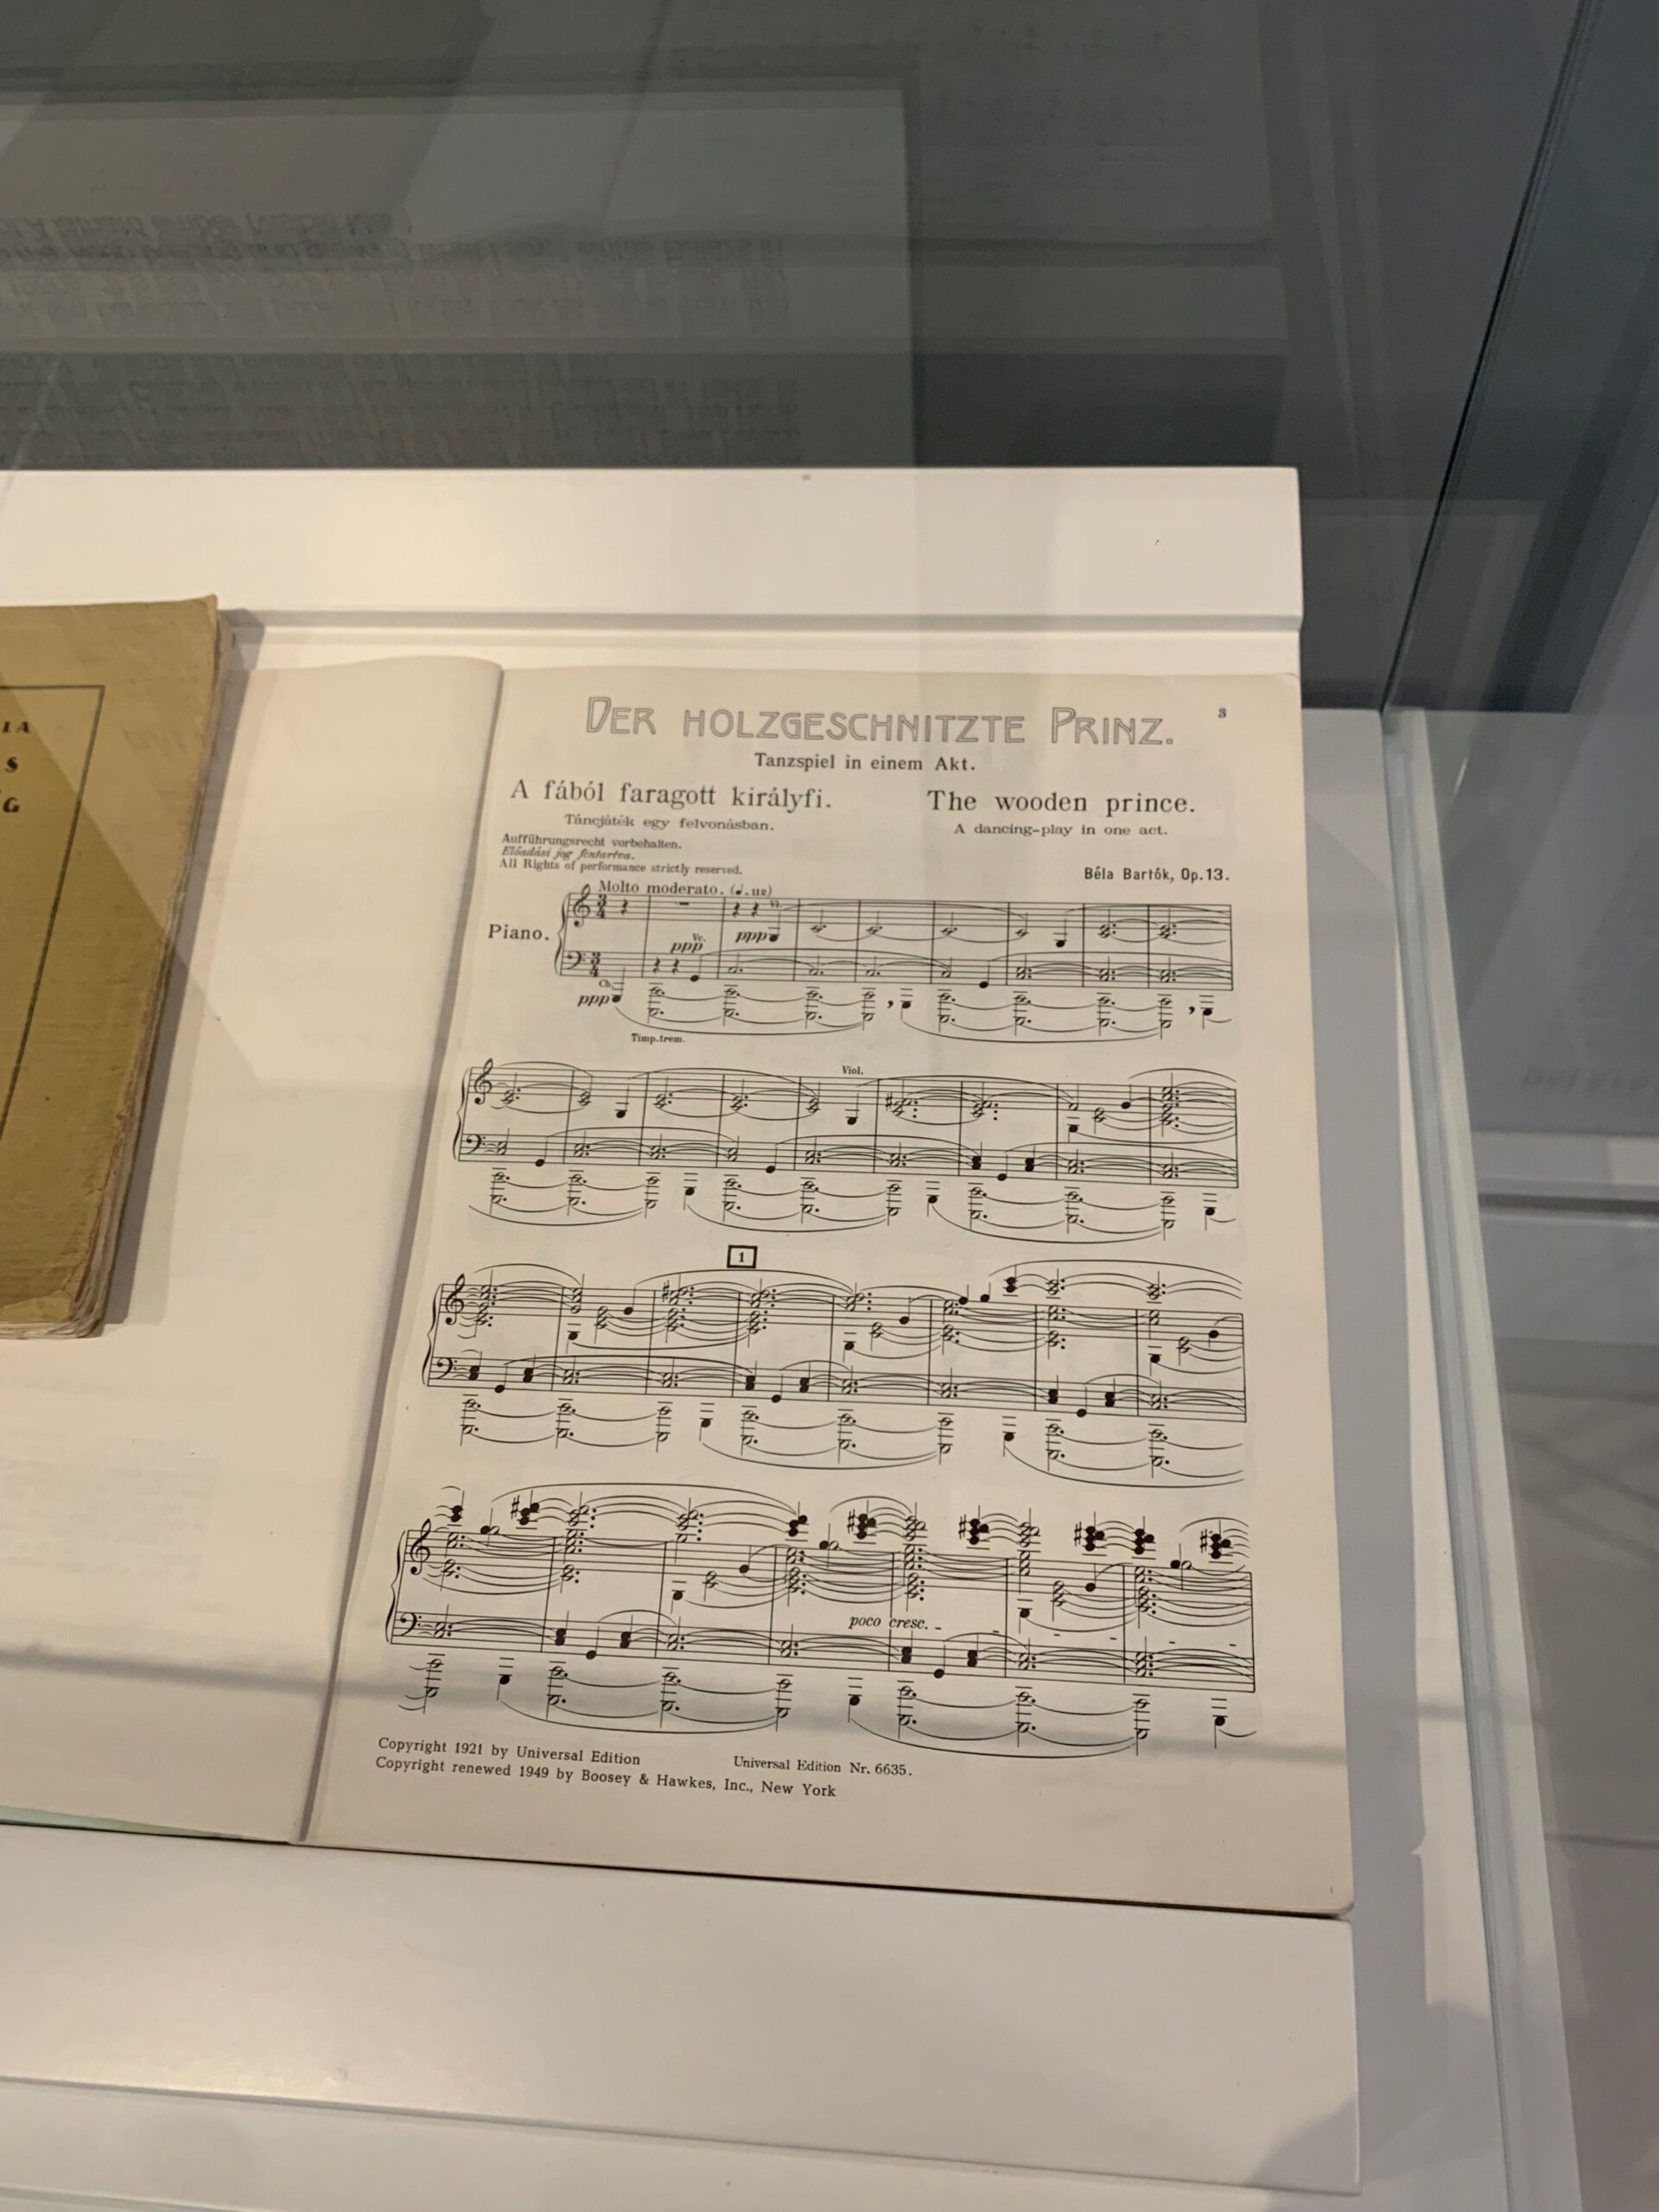 IA
S
G
DER HOLZGESCHNITZTE PRINZ.
3
Tanzspiel in einem Akt.
A fából faragott királyfi.
Táncjáték egy felvonásban.
The wooden prince.
A dancing-play in one act.
Aufführungsrecht vorbehalten.
Előadási jog fentartva.
All Rights of performance strictly reserved.
Béla Bartók, Op.13.
Molto moderato.
Piano.
ppp
Vc.
ppp
Cb.
ppp
Timp.trem.
Viol.
1
poco cresc.
Copyright 1921 by Universal Edition
Universal Edition Nr. 6635.
Copyright renewed 1949 by Boosey & Hawkes, Inc., New York